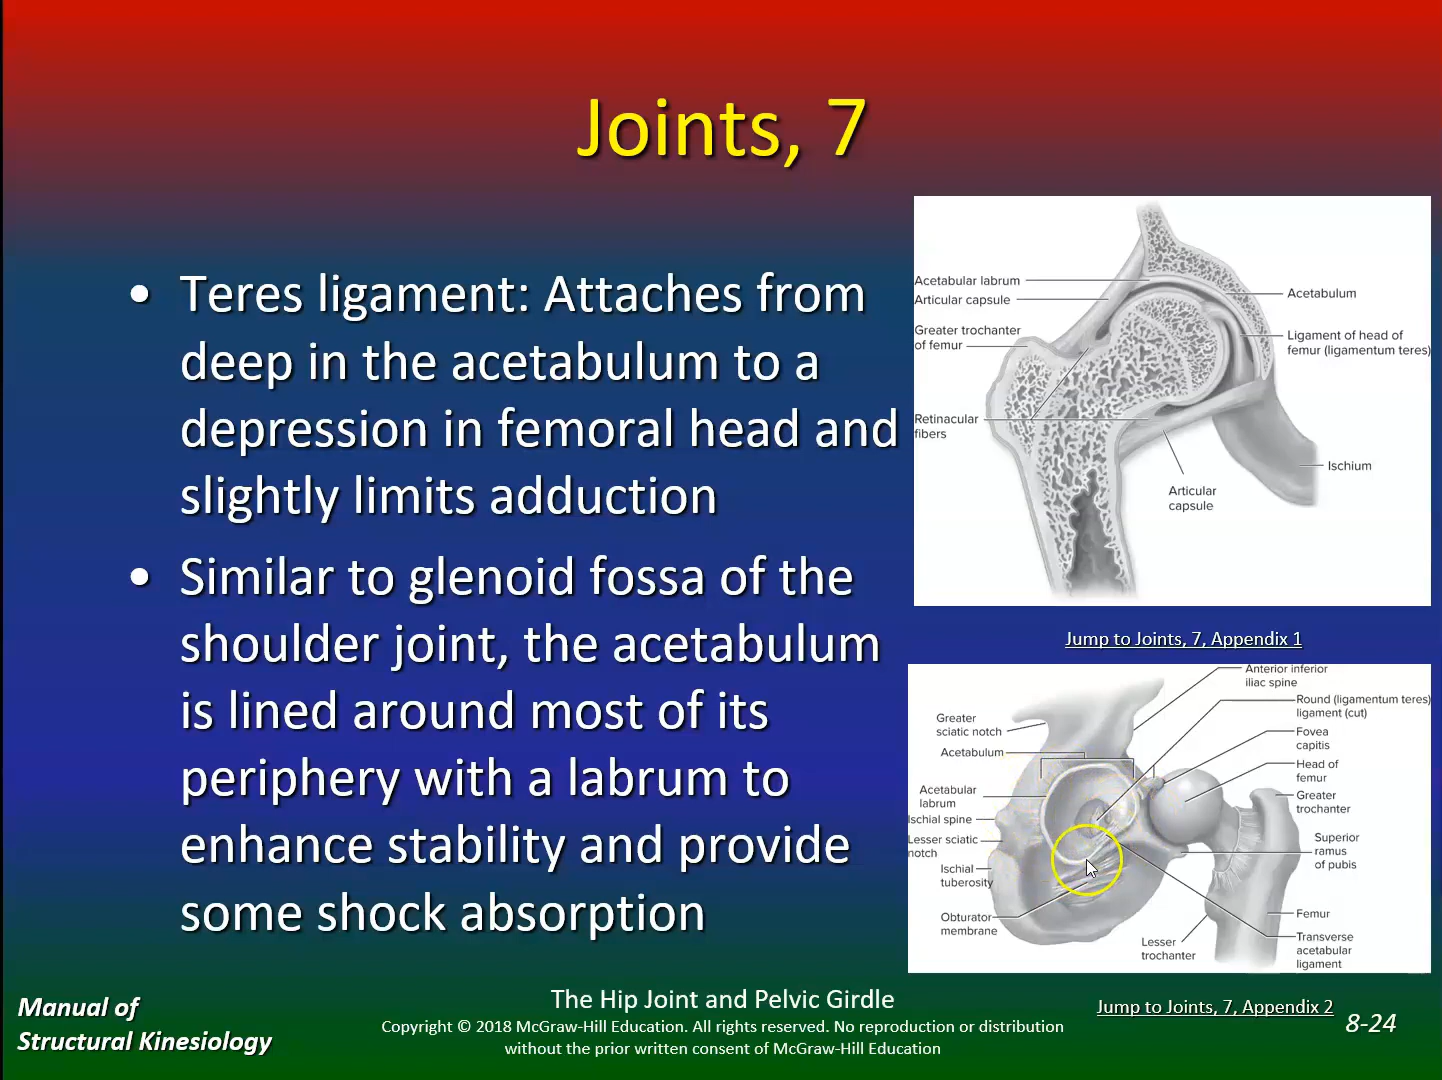 Joints, 7
• Teres ligament: Attaches from
deep in the acetabulum to a
depression in femoral head and
slightly limits adduction
• Similar to glenoid fossa of the
shoulder joint, the acetabulum
is lined around most of its
periphery with a labrum to
enhance stability and provide
some shock absorption
Acetabular labrum
Articular capsule
Greater trochanter
of femur
Retinacular
fibers
Acetabulum
Ligament of head of
femur (ligamentum teres)
Ischium
Articular
capsule
Jump to Joints, 7, Appendix 1
Greater
sciatic notch
Acetabulum
Acetabular
labrum
Ischial spine
Lesser sciatic
notch
Ischial
tuberosity
Obturator
membrane
Anterior inferior
iliac spine
Round (ligamentum teres)
ligament (cut)
Fovea
capitis
Head of
femur
Greater
trochanter
Superior
ramus
of pubis
Femur
Transverse
acetabular
ligament
Lesser
trochanter
Jump to Joints, 7, Appendix 2
Manual of
Structural Kinesiology
The Hip Joint and Pelvic Girdle
Copyright © 2018 McGraw-Hill Education. All rights reserved. No reproduction or distribution
without the prior written consent of McGraw-Hill Education
8-24